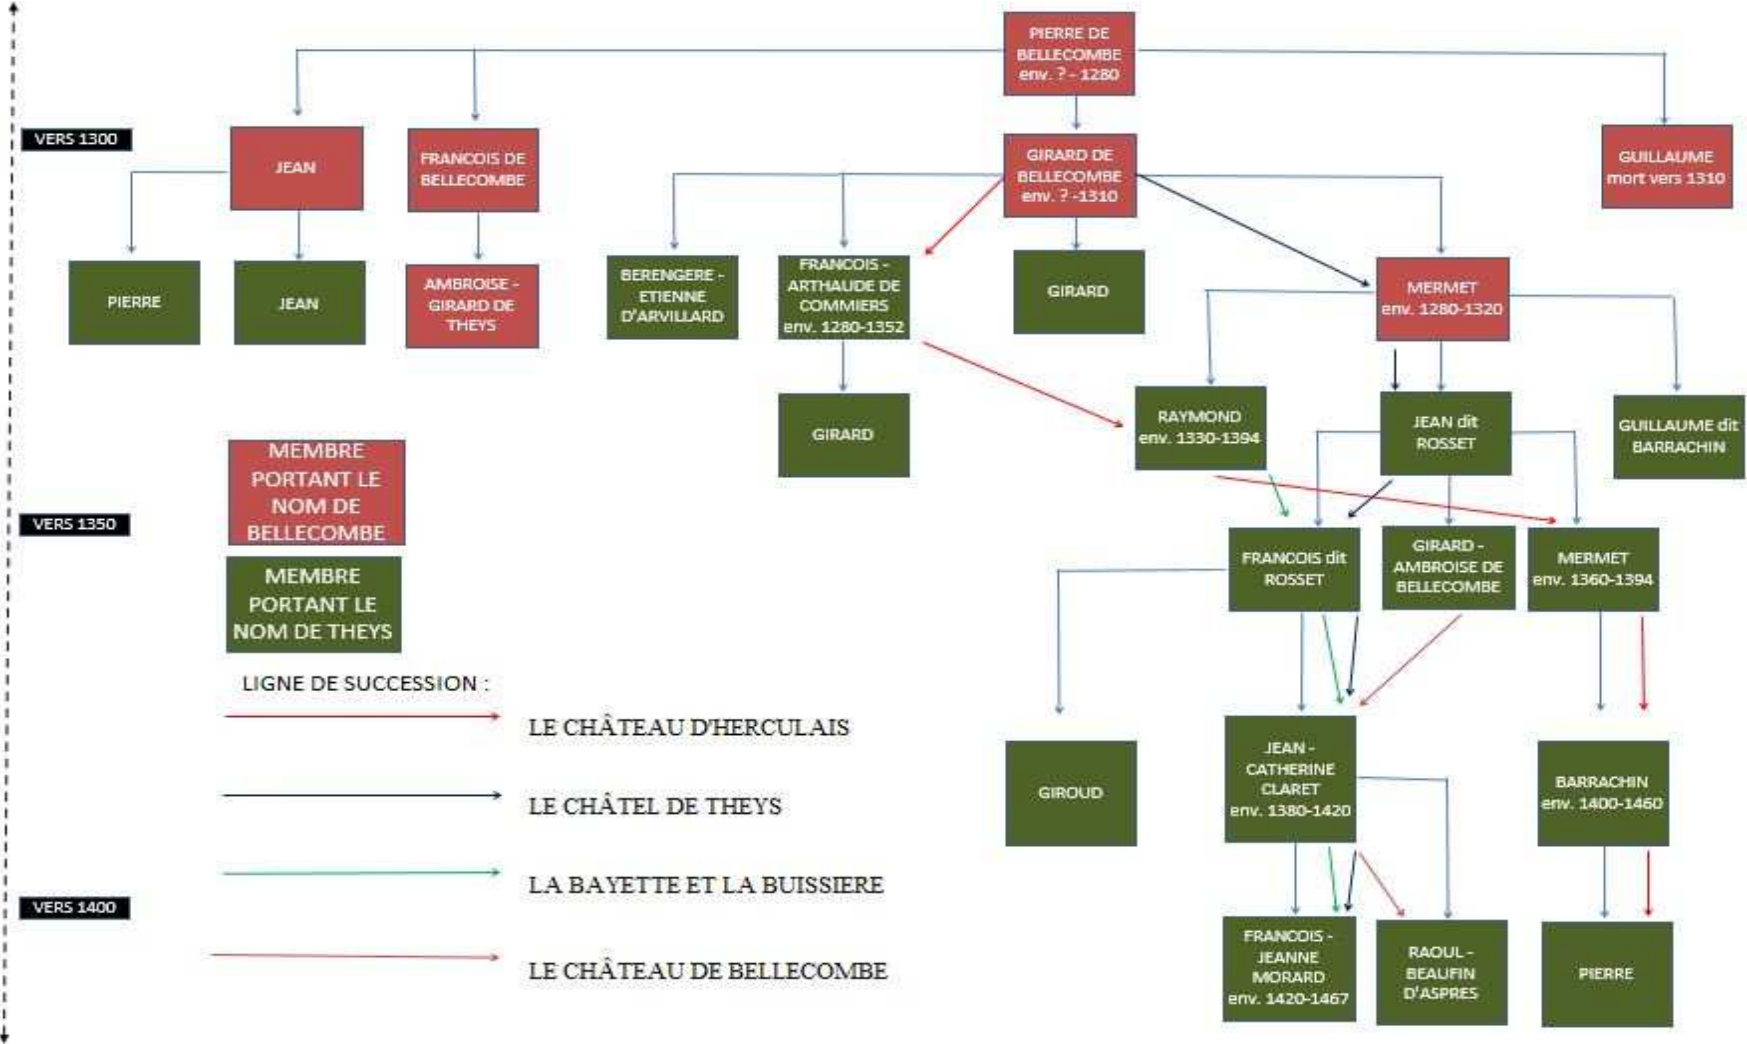 PIERRE DE
BELLECOMBE
env. ? - 1280
VERS 1300
JEAN
FRANCOIS DE
BELLECOMBE
GIRARD DE
BELLECOMBE
env. ? -1310
GUILLAUME
mort vers 1310
PIERRE
JEAN
AMBROISE -
GIRARD DE
THEYS
BERENGERE -
ETIENNE
D'ARVILLARD
FRANCOIS -
ARTHAUDE DE
COMMIERS
env. 1280-1352
GIRARD
MERMET
env. 1280-1320
GIRARD
RAYMOND
env. 1330-1394
JEAN dit
ROSSET
GUILLAUME dit
BARRACHIN
MEMBRE
PORTANT LE
NOM DE
BELLECOMBE
VERS 1350
MEMBRE
PORTANT LE
NOM DE THEYS
FRANCOIS dit
ROSSET
GIRARD -
AMBROISE DE
BELLECOMBE
MERMET
env. 1360-1394
LIGNE DE SUCCESSION :
LE CHÂTEAU D'HERCULAIS
LE CHÂTEL DE THEYS
LA BAYETTE ET LA BUISSIERE
LE CHÂTEAU DE BELLECOMBE
GIROUD
JEAN -
CATHERINE
CLARET
env. 1380-1420
BARRACHIN
env. 1400-1460
VERS 1400
FRANCOIS -
JEANNE
MORARD
env. 1420-1467
RAOUL -
BEAUFIN
D'ASPRES
PIERRE